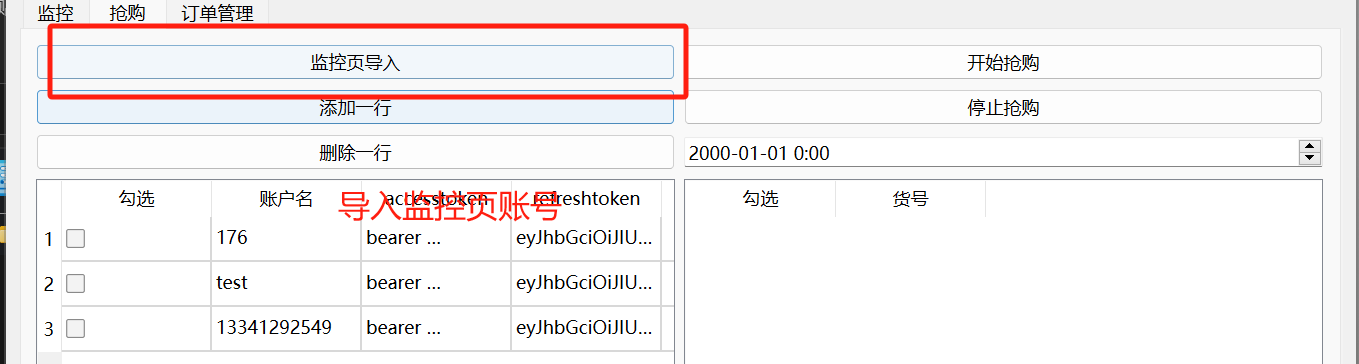 监控 抢购 订单管理
监控页导入 开始抢购
添加一行 停止抢购
删除一行 2000-01-01 0:00
勾选 账户名 accesstoken refreshtoken 勾选 货号
导入监控页账号
1 176 bearer ... eyJhbGciOiJIU...
2 test bearer ... eyJhbGciOiJIU...
3 13341292549 bearer ... eyJhbGciOiJIU...